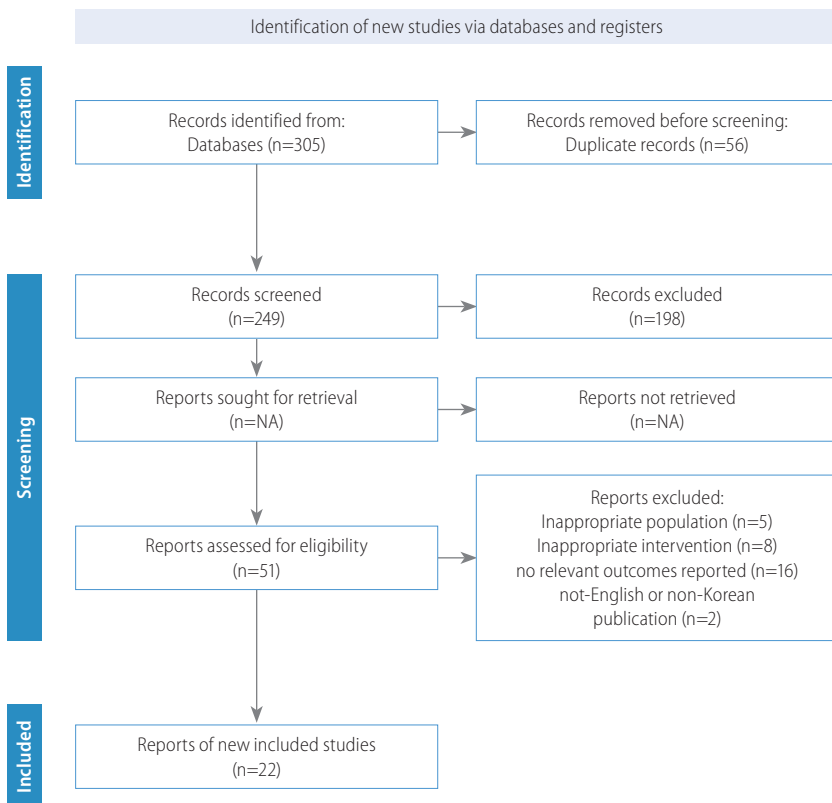 Identification of new studies via databases and registers
Identification
Records identified from:
Databases (n=305)
Records removed before screening:
Duplicate records (n=56)
Screening
Records screened
(n=249)
Records excluded
(n=198)
Reports sought for retrieval
(n=NA)
Reports not retrieved
(n=NA)
Reports assessed for eligibility
(n=51)
Reports excluded:
Inappropriate population (n=5)
Inappropriate intervention (n=8)
no relevant outcomes reported (n=16)
not-English or non-Korean
publication (n=2)
Included
Reports of new included studies
(n=22)